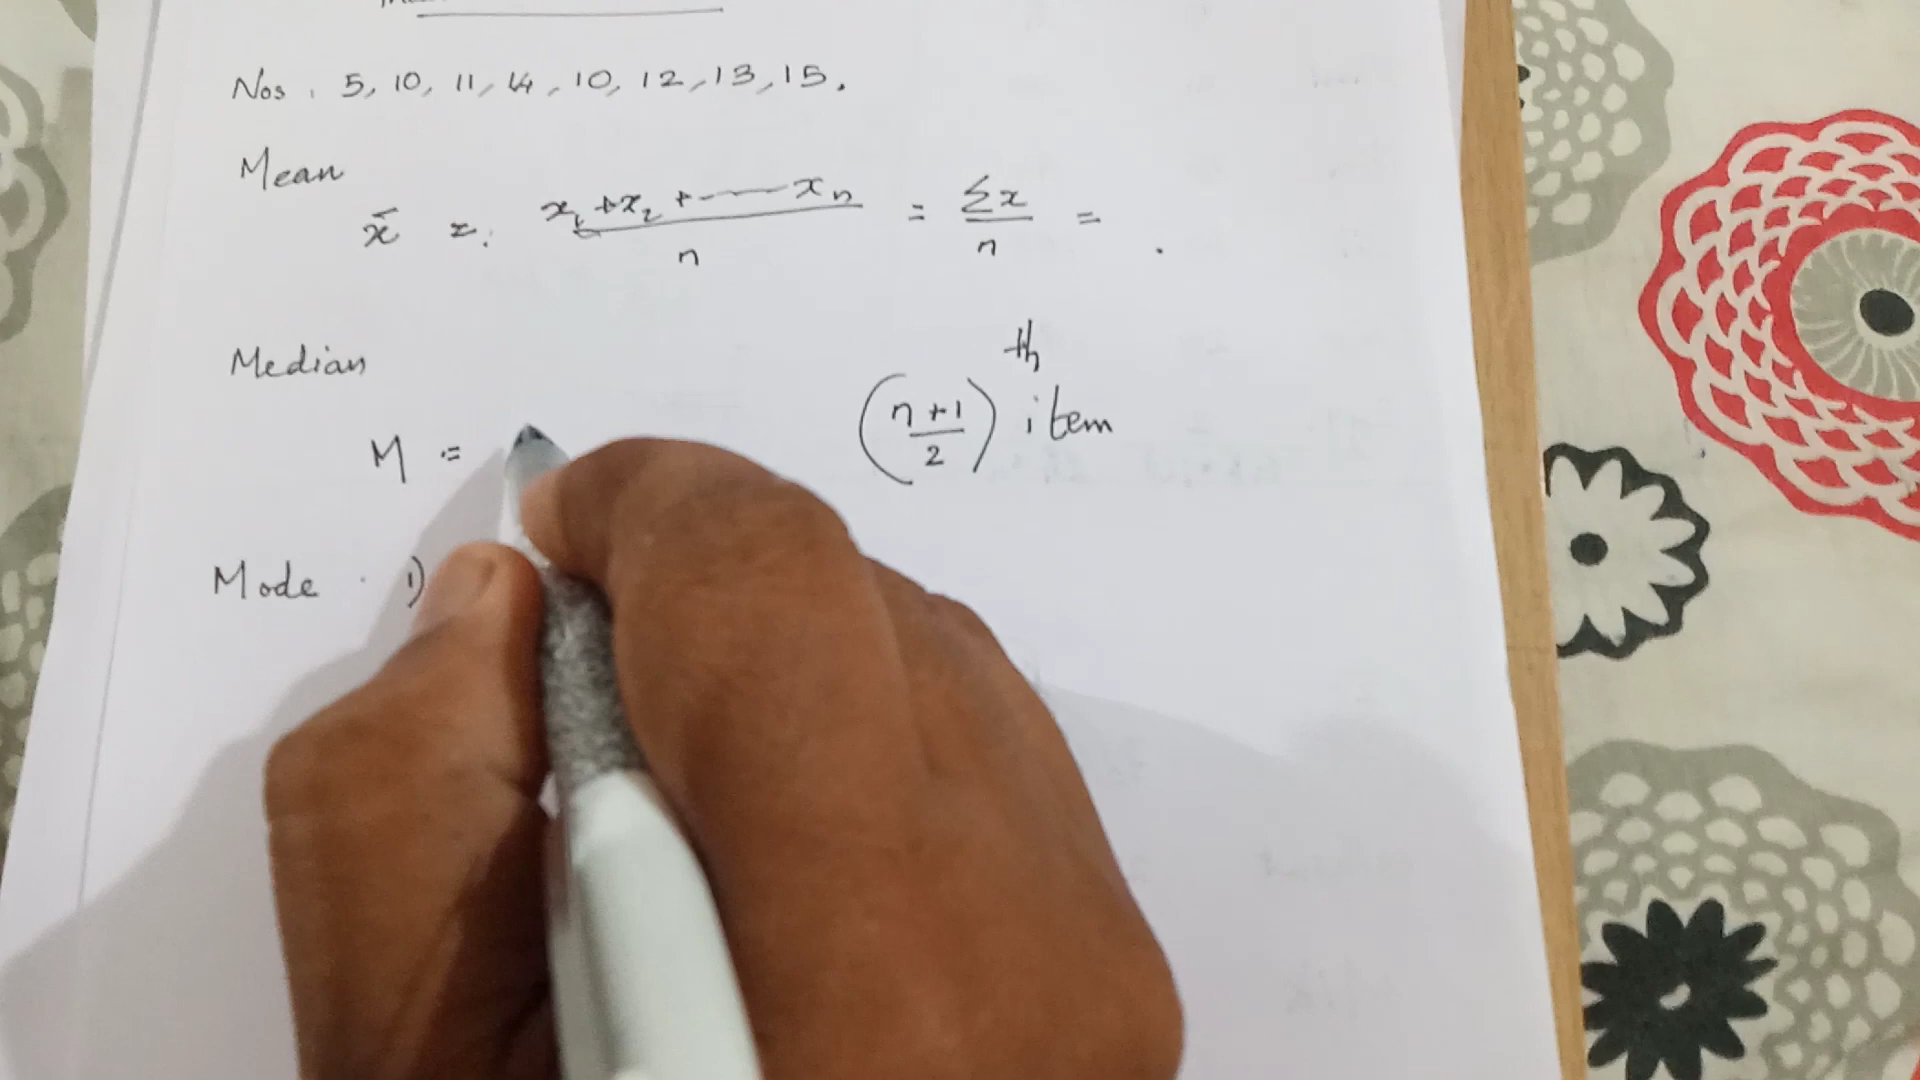 Nos : 5, 10, 11, 14, 10, 12, 13, 15.
Mean
x̄ = x₁ + x₂ + ------ xₙ / n = Σx / n =
Median
M = ((n+1)/2)th item
Mode 1)